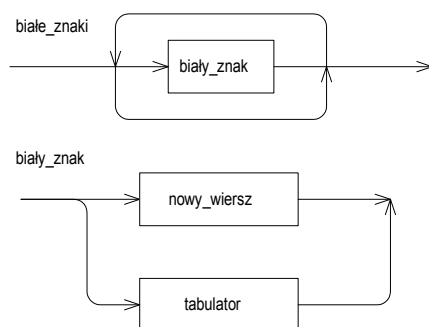 białe_znaki
biały_znak
biały_znak
nowy_wiersz
tabulator